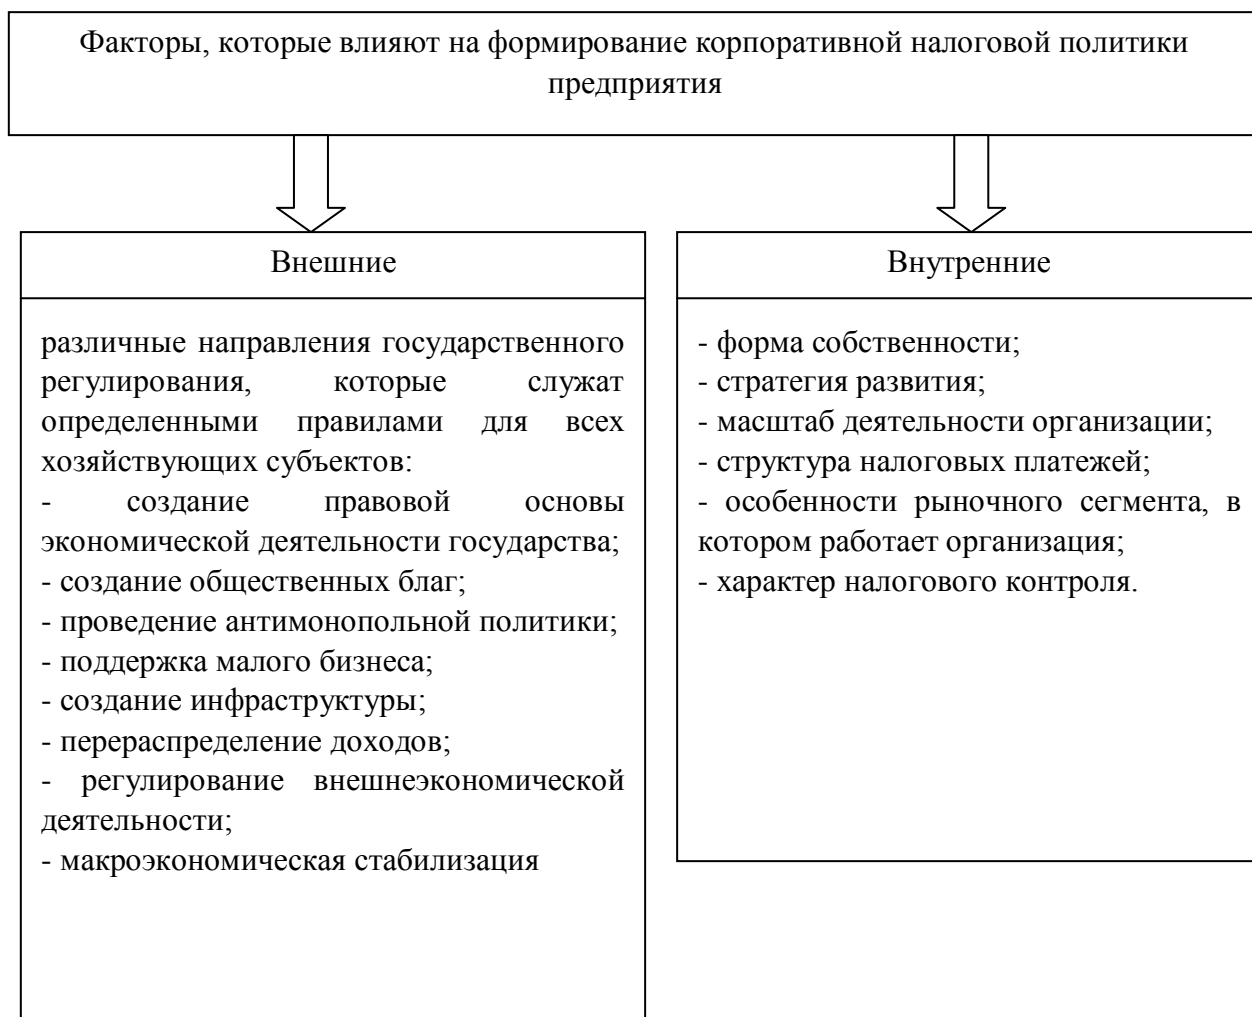 Факторы, которые влияют на формирование корпоративной налоговой политики
предприятия
Внешние
различные направления государственного
регулирования, которые служат
определенными правилами для всех
хозяйствующих субъектов:
- создание правовой основы
экономической деятельности государства;
- создание общественных благ;
- проведение антимонопольной политики;
- поддержка малого бизнеса;
- создание инфраструктуры;
- перераспределение доходов;
- регулирование внешнеэкономической
деятельности;
- макроэкономическая стабилизация
Внутренние
- форма собственности;
- стратегия развития;
- масштаб деятельности организации;
- структура налоговых платежей;
- особенности рыночного сегмента, в
котором работает организация;
- характер налогового контроля.